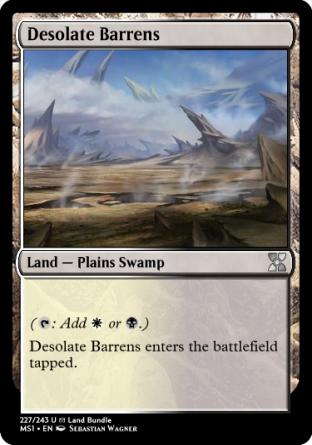 Desolate Barrens
Land — Plains Swamp
( : Add or .)
Desolate Barrens enters the battlefield
tapped.
227/243 U Land Bundle
MS1 • EN Sebastian Wagner